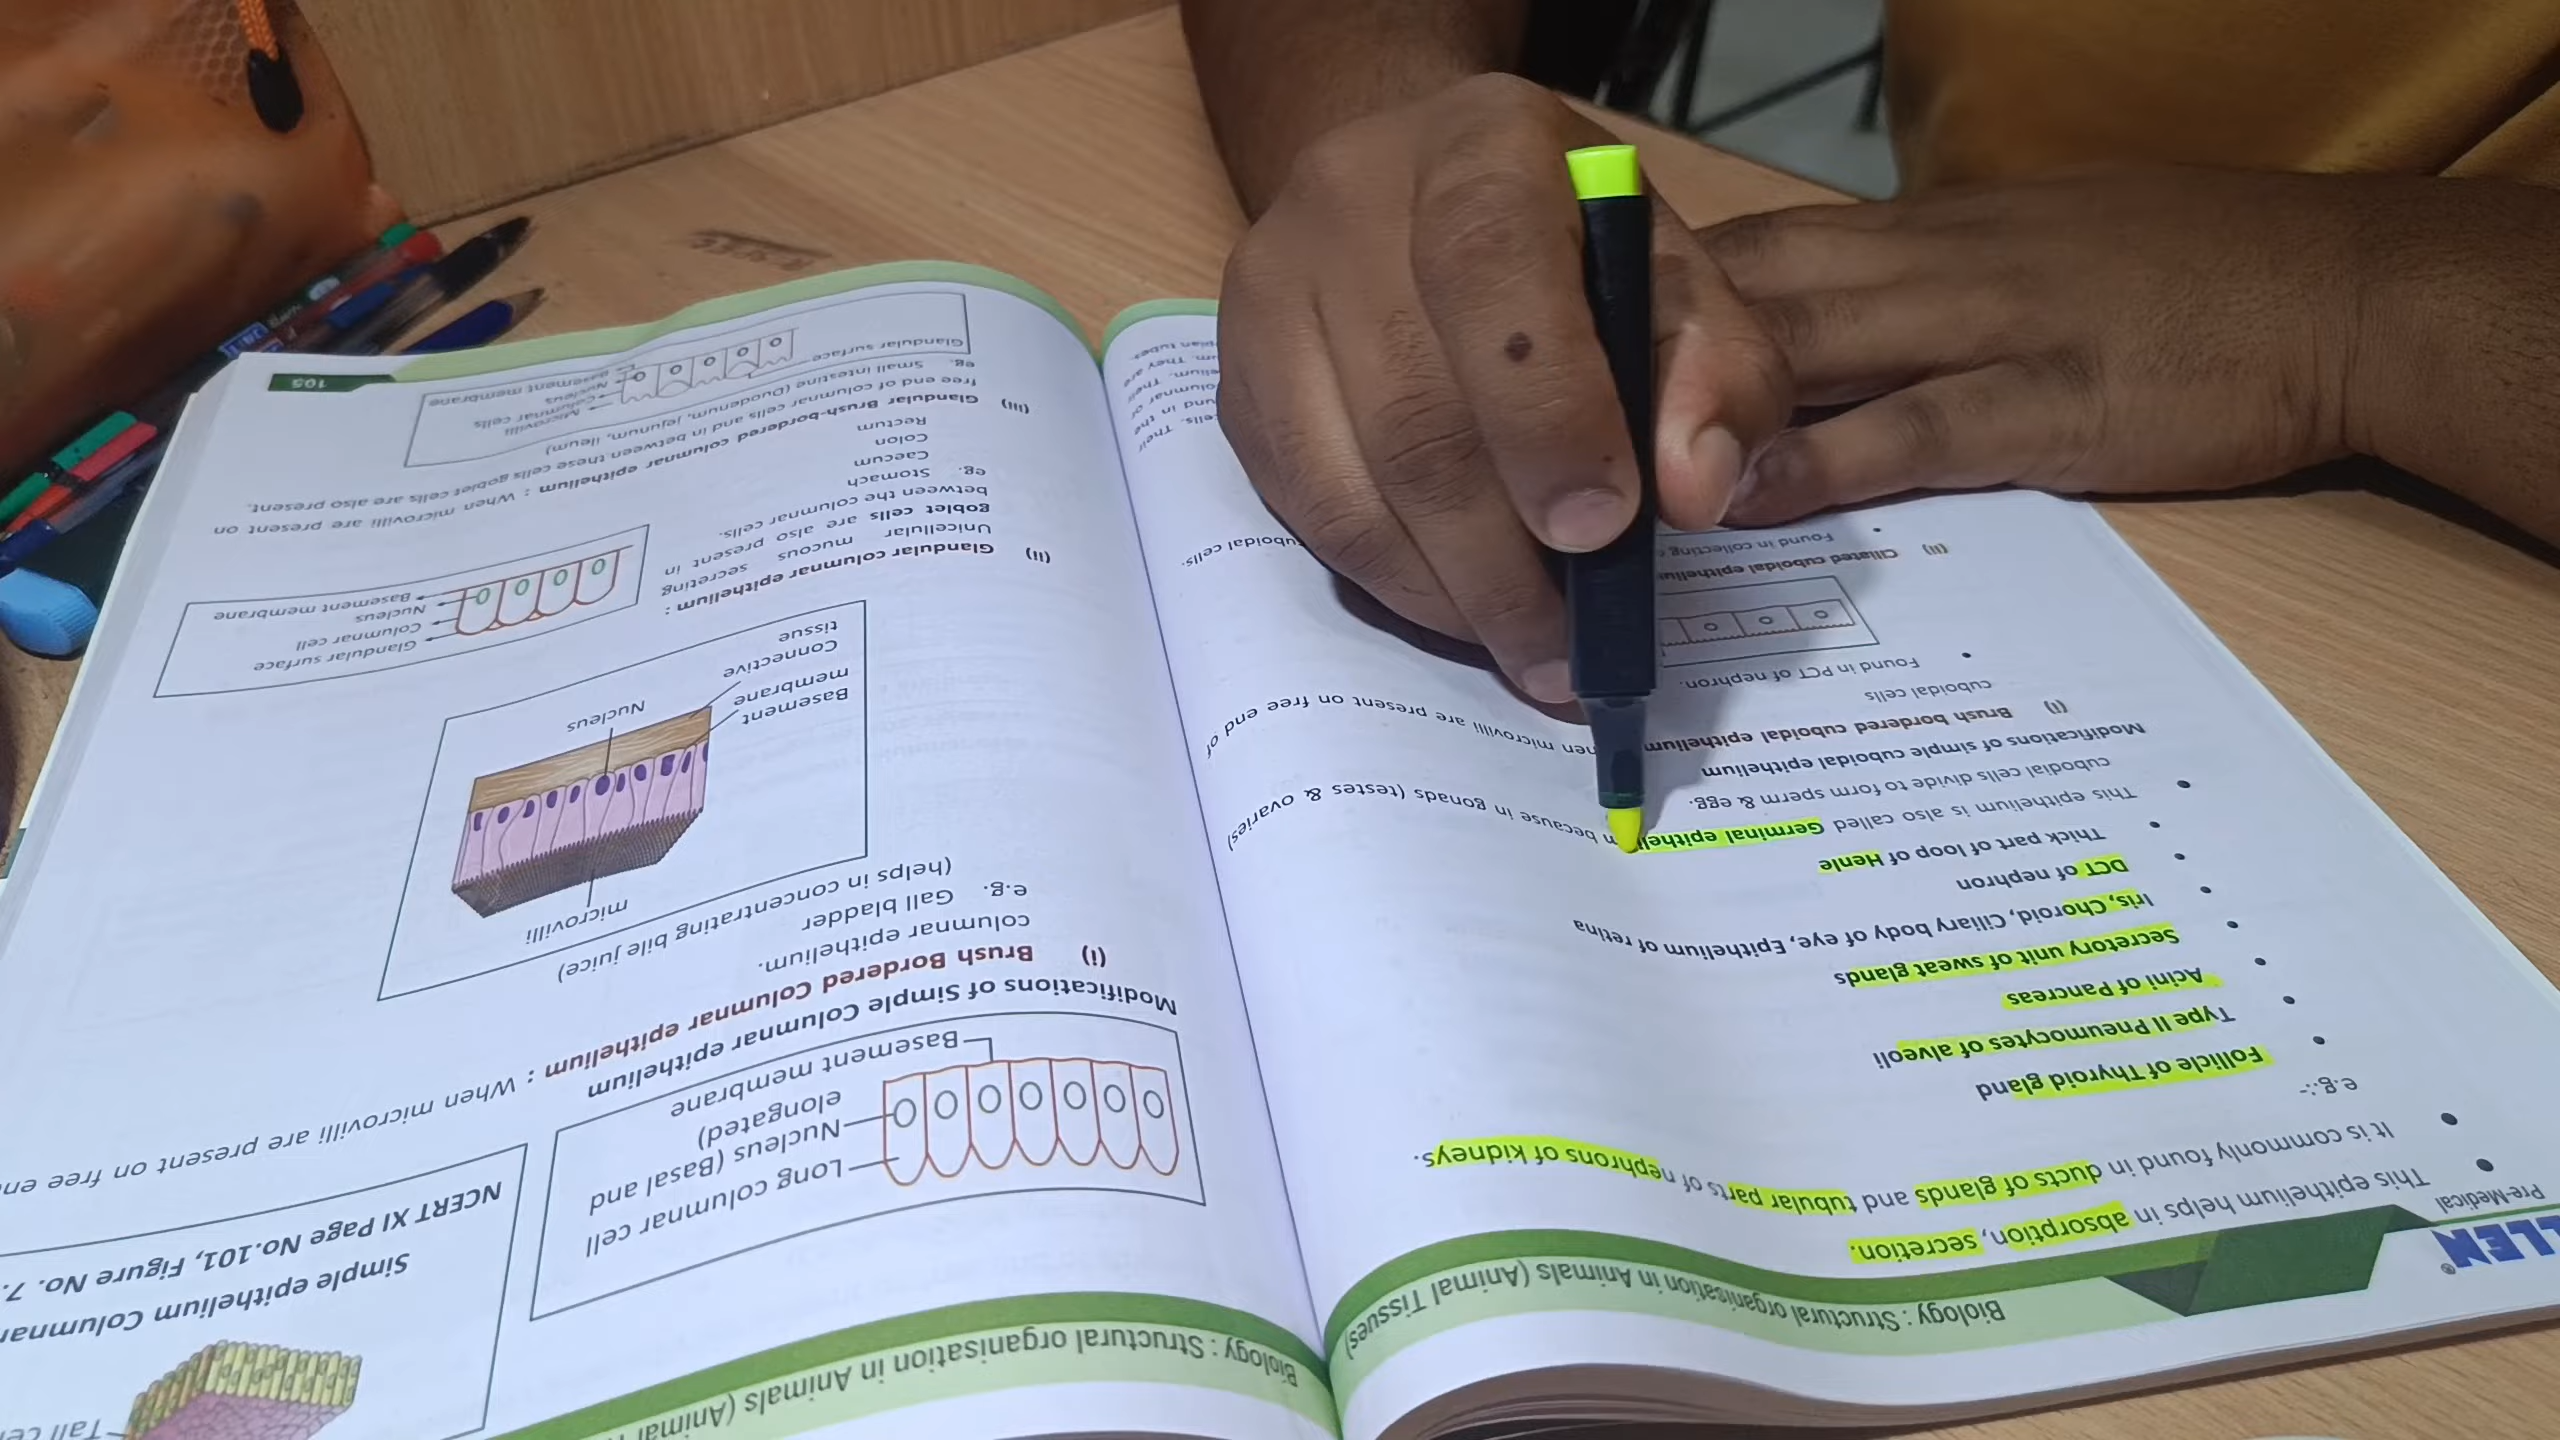 LLEN®
Pre-Medical
Biology : Structural organisation in Animals (Animal Tissues)
• This epithelium helps in absorption, secretion.
• It is commonly found in ducts of glands and tubular parts of nephrons of kidneys.
e.g.:-
• Follicle of Thyroid gland
• Type II Pneumocytes of alveoli
• Acini of Pancreas
• Secretory unit of sweat glands
• Iris, Choroid, Ciliary body of eye, Epithelium of retina
• DCT of nephron
• Thick part of loop of Henle
• This epithelium is also called Germinal because in gonads (testes & ovaries)
cubodial cells divide to form sperm & egg.
Modifications of simple cuboidal epithelium
(i) Brush bordered cuboidal epithelium microvilli are present on free end of
cuboidal cells
• Found in PCT of nephron.
(ii) Ciliated cuboidal cells.
• Found in collecting
Biology : Structural organisation in Animals (Animal
Simple epithelium
NCERT XI Page No.101, Figure No. 7.
Long columnar cell
Nucleus (Basal and
elongated)
Basement membrane
Modifications of Simple Columnar epithelium
(i) Brush Bordered Columnar epithelium : When microvilli are present on free
columnar epithelium.
e.g. Gall bladder
(helps in concentrating bile juice)
microvilli
Nucleus
Basement
membrane
Connective
tissue
(ii) Glandular columnar epithelium :
Unicellular mucous secreting
goblet cells are also present in
between the columnar cells.
eg. Stomach
Caecum
Colon
Rectum
Glandular surface
Columnar cell
Nucleus
Basement membrane
(iii) Glandular Brush-bordered columnar epithelium : When microvilli are present on
free end of columnar cells and in between these cells goblet cells are also present.
eg. Small intestine (Duodenum, jejunum, ileum)
Glandular surface
Microvilli
Columnar cells
Nucleus
Basement membrane
105